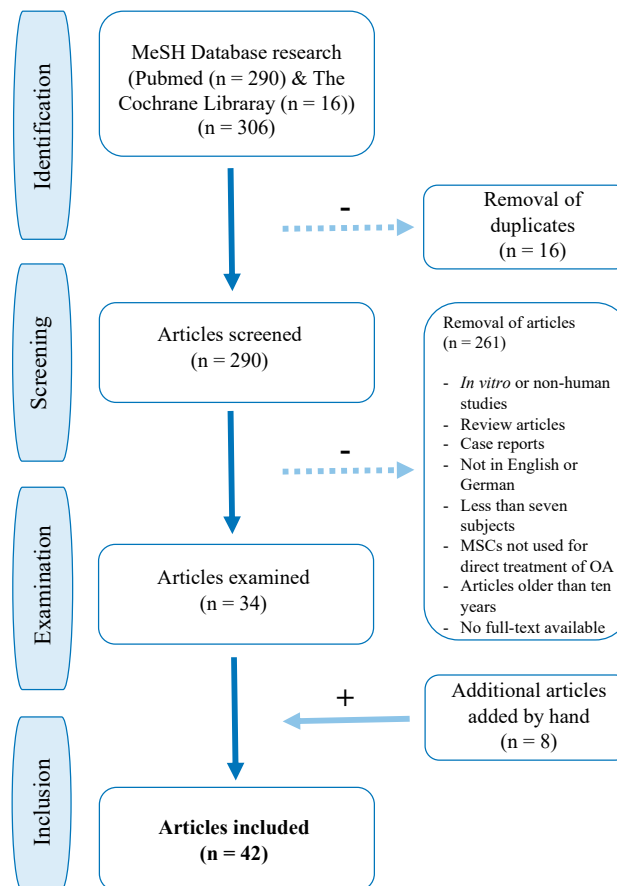 Identification
MeSH Database research
(Pubmed (n = 290) & The
Cochrane Libraray (n = 16))
(n = 306)
-
Removal of
duplicates
(n = 16)
Screening
Articles screened
(n = 290)
-
Removal of articles
(n = 261)
- In vitro or non-human
studies
- Review articles
- Case reports
- Not in English or
German
- Less than seven
subjects
- MSCs not used for
direct treatment of OA
- Articles older than ten
years
- No full-text available
Examination
Articles examined
(n = 34)
+
Additional articles
added by hand
(n = 8)
Inclusion
Articles included
(n = 42)